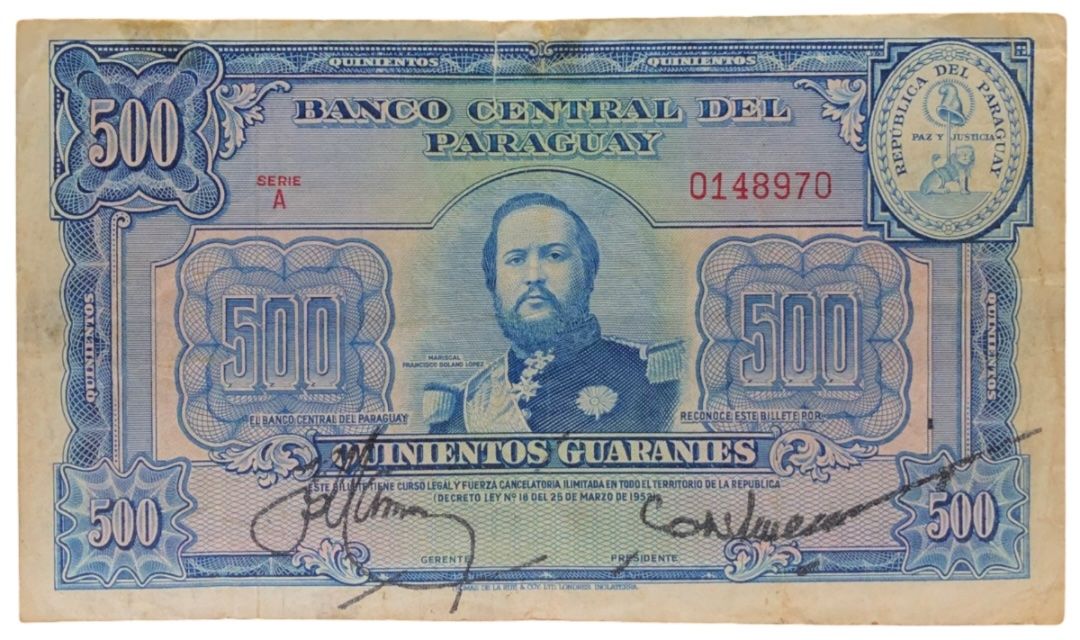 QUINIENTOS QUINIENTOS
500
BANCO CENTRAL DEL
PARAGUAY
REPÚBLICA DEL PARAGUAY
PAZ Y JUSTICIA
SERIE
A
0148970
500
500
QUINIENTOS
QUINIENTOS
MARISCAL
FRANCISCO SOLANO LOPEZ
EL BANCO CENTRAL DEL PARAGUAY
RECONOCE ESTE BILLETE POR
QUINIENTOS GUARANIES
ESTE BILLETE TIENE CURSO LEGAL Y FUERZA CANCELATORIA ILIMITADA EN TODO EL TERRITORIO DE LA REPUBLICA
(DECRETO LEY Nº 18 DEL 25 DE MARZO DE 1952)
500
500
GERENTE
PRESIDENTE
THOMAS DE LA RUE & COY. LTD. LONDRES. INGLATERRA.